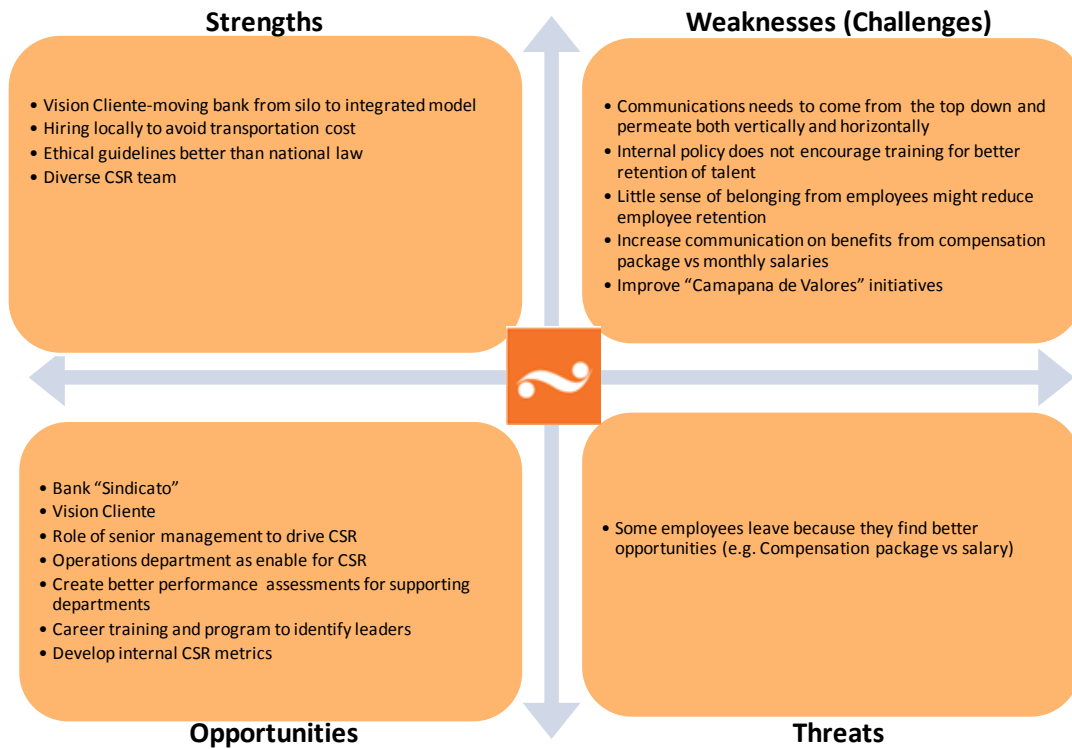 Strengths
• Vision Cliente-moving bank from silo to integrated model
• Hiring locally to avoid transportation cost
• Ethical guidelines better than national law
• Diverse CSR team
Weaknesses (Challenges)
• Communications needs to come from the top down and
permeate both vertically and horizontally
• Internal policy does not encourage training for better
retention of talent
• Little sense of belonging from employees might reduce
employee retention
• Increase communication on benefits from compensation
package vs monthly salaries
• Improve “Camapana de Valores” initiatives
• Bank “Sindicato”
• Vision Cliente
• Role of senior management to drive CSR
• Operations department as enable for CSR
• Create better performance assessments for supporting
departments
• Career training and program to identify leaders
• Develop internal CSR metrics
Opportunities
• Some employees leave because they find better
opportunities (e.g. Compensation package vs salary)
Threats